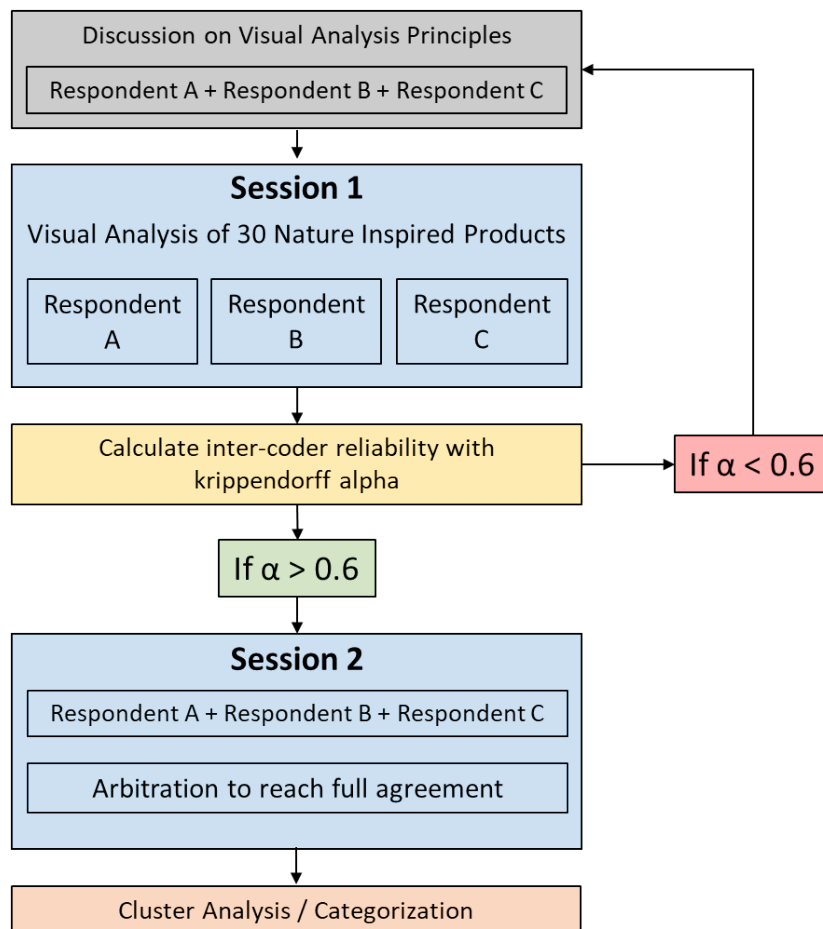 Discussion on Visual Analysis Principles
Respondent A + Respondent B + Respondent C
Session 1
Visual Analysis of 30 Nature Inspired Products
Respondent
A
Respondent
B
Respondent
C
Calculate inter-coder reliability with
krippendorff alpha
If α < 0.6
If α > 0.6
Session 2
Respondent A + Respondent B + Respondent C
Arbitration to reach full agreement
Cluster Analysis / Categorization